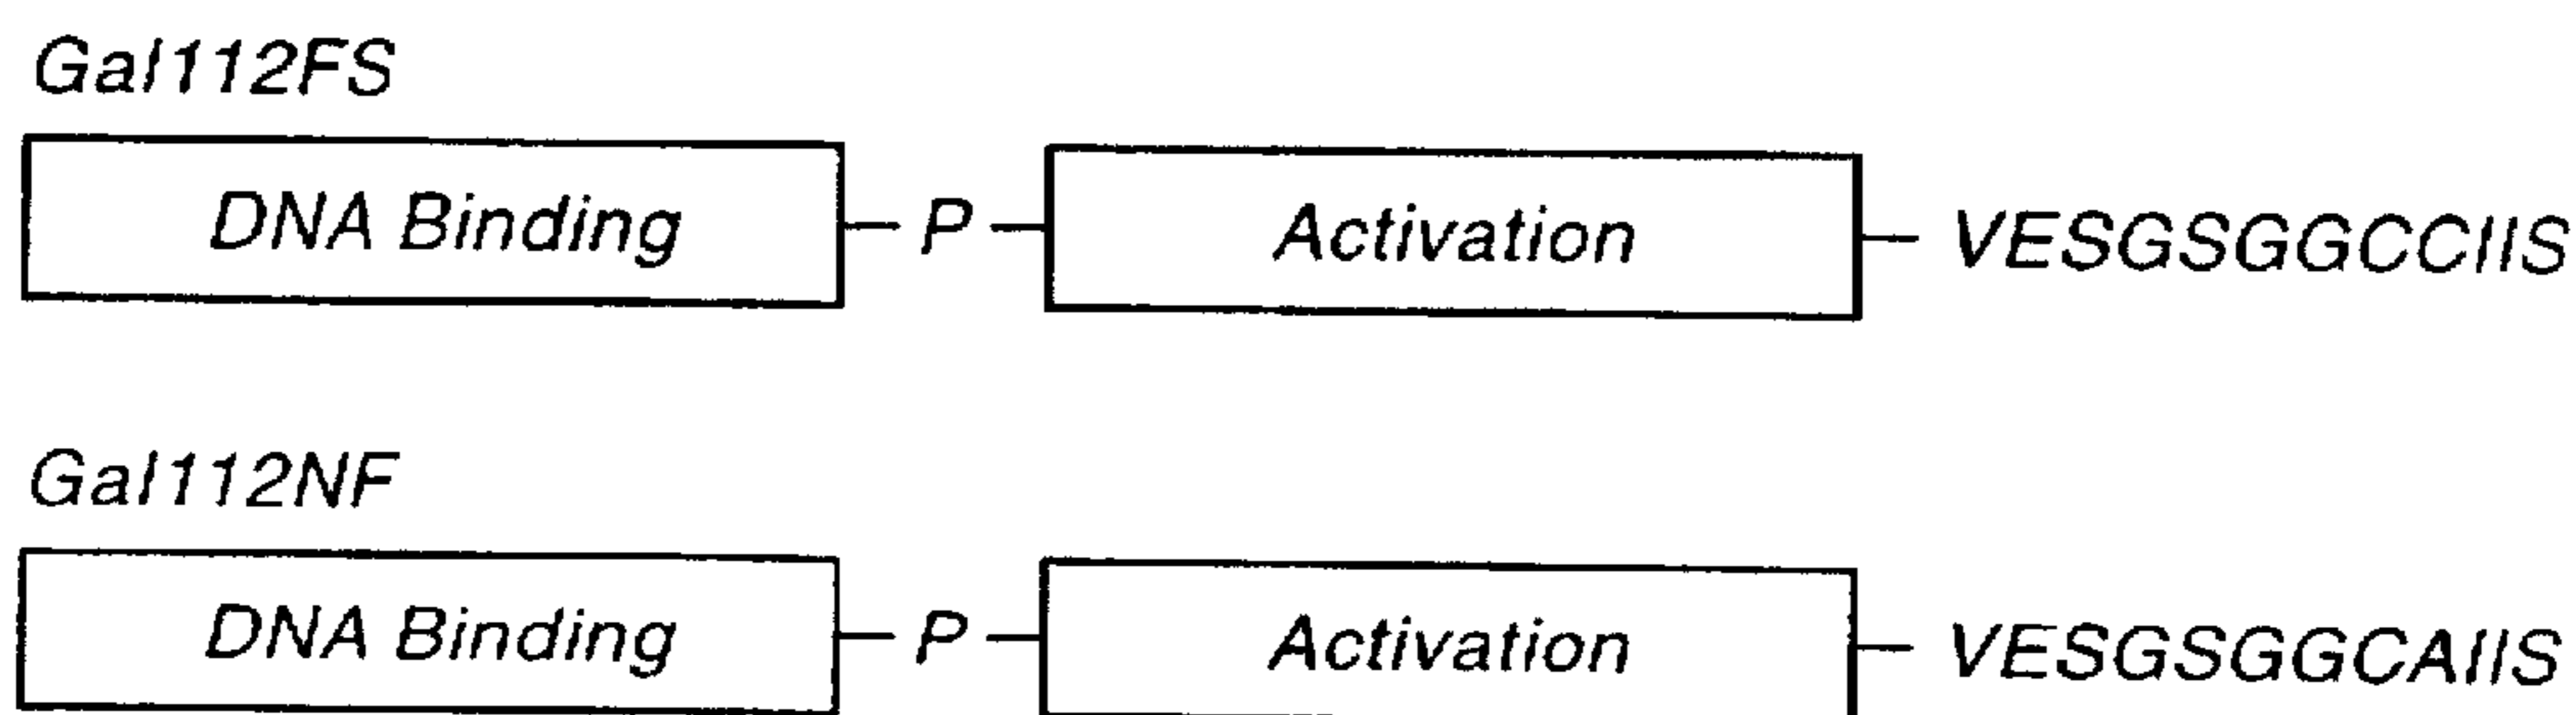 Gal112FS
DNA Binding — P — Activation — VESGSGGCCIIS
Gal112NF
DNA Binding — P — Activation — VESGSGGCAIIS